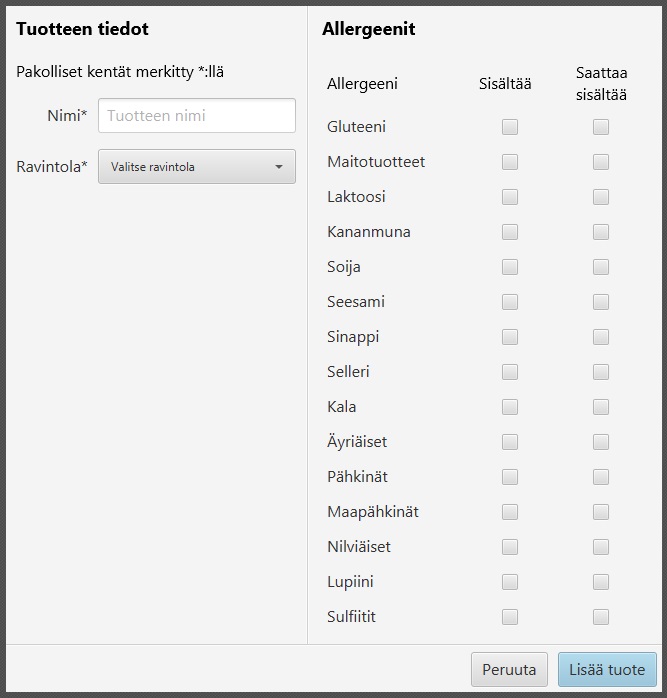 Tuotteen tiedot
Pakolliset kentät merkitty *:llä
Nimi* Tuotteen nimi
Ravintola* Valitse ravintola
Allergeenit
Allergeeni Sisältää Saattaa
sisältää
Gluteeni
Maitotuotteet
Laktoosi
Kananmuna
Soija
Seesami
Sinappi
Selleri
Kala
Äyriäiset
Pähkinät
Maapähkinät
Nilviäiset
Lupiini
Sulfiitit
Peruuta Lisää tuote